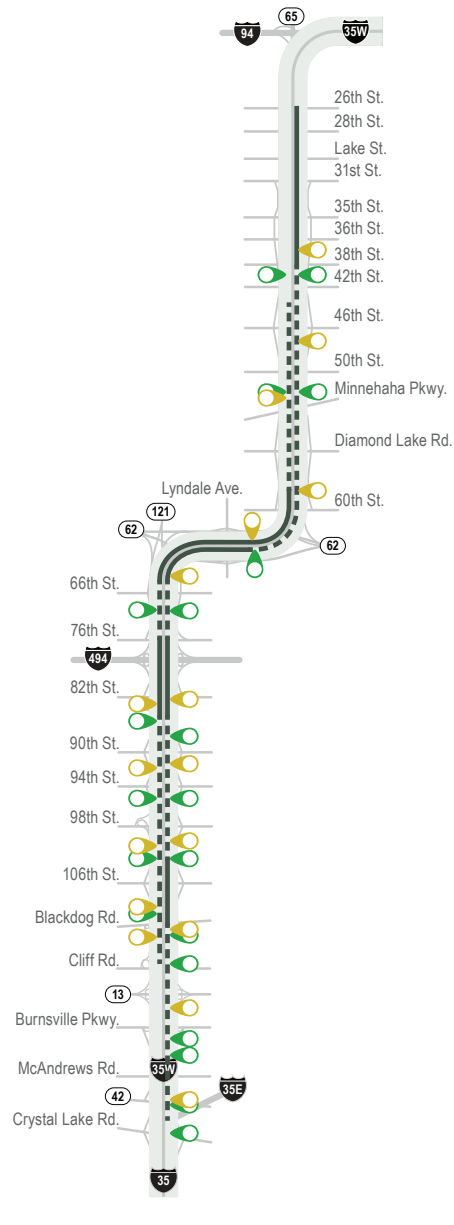 65
94
35W
26th St.
28th St.
Lake St.
31st St.
35th St.
36th St.
38th St.
42th St.
46th St.
50th St.
Minnehaha Pkwy.
Diamond Lake Rd.
Lyndale Ave.
60th St.
121
62
62
66th St.
76th St.
494
82th St.
90th St.
94th St.
98th St.
106th St.
Blackdog Rd.
Cliff Rd.
13
Burnsville Pkwy.
McAndrews Rd.
35W
35E
42
Crystal Lake Rd.
35